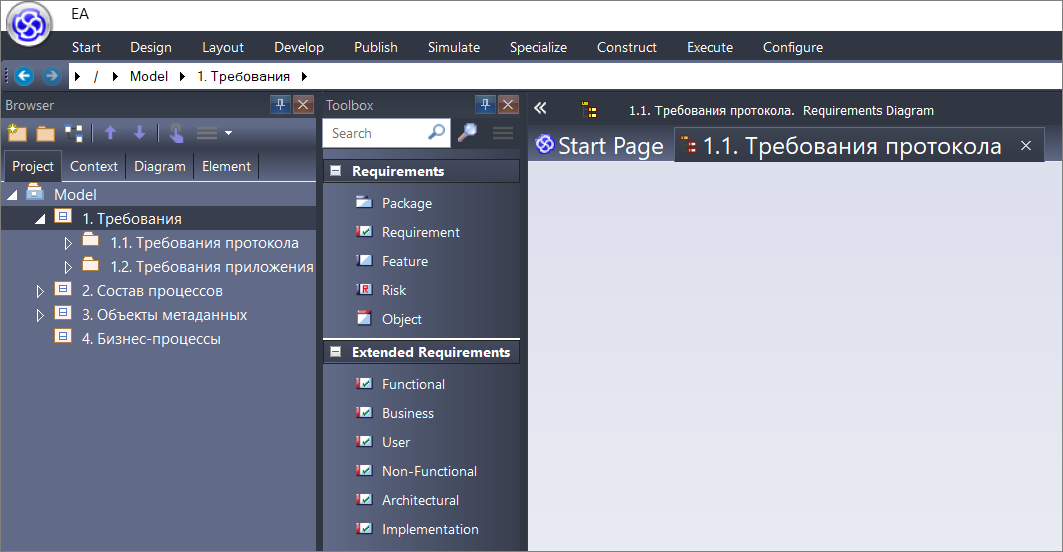 EA
Start Design Layout Develop Publish Simulate Specialize Construct Execute Configure
/ Model 1. Требования
Browser
Project Context Diagram Element
Model
1. Требования
1.1. Требования протокола
1.2. Требования приложения
2. Состав процессов
3. Объекты метаданных
4. Бизнес-процессы
Toolbox
Search
Requirements
Package
Requirement
Feature
R Risk
Object
Extended Requirements
Functional
Business
User
Non-Functional
Architectural
Implementation
1.1. Требования протокола. Requirements Diagram
Start Page 1.1. Требования протокола